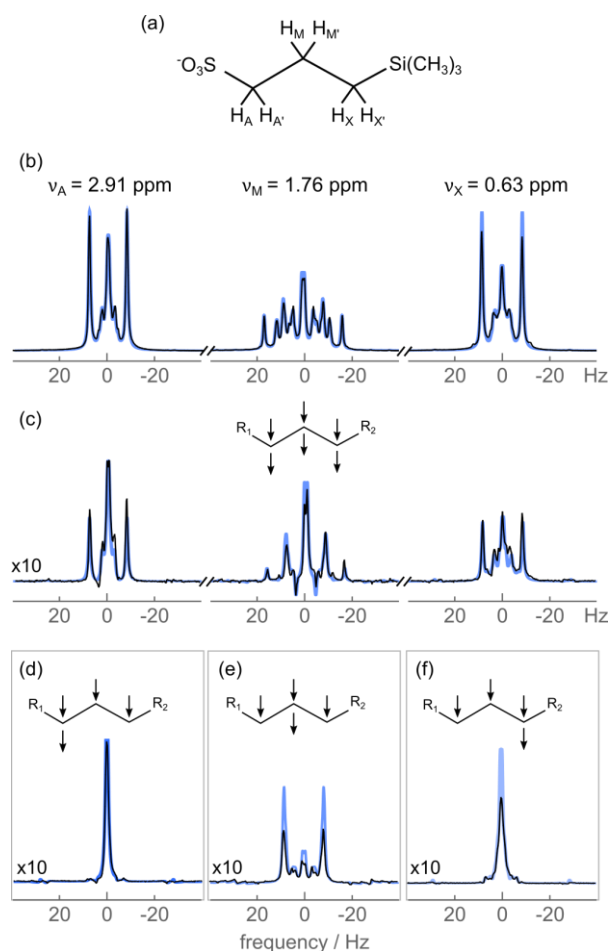 (a)
H_M H_M'
⁻O₃S Si(CH₃)₃
H_A H_A' H_X H_X'
(b)
ν_A = 2.91 ppm ν_M = 1.76 ppm ν_X = 0.63 ppm
20 0 -20 20 0 -20 20 0 -20 Hz
(c)
R₁ R₂
x10
20 0 -20 20 0 -20 20 0 -20 Hz
(d) (e) (f)
R₁ R₂ R₁ R₂ R₁ R₂
x10 x10 x10
20 0 -20 20 0 -20 20 0 -20
frequency / Hz